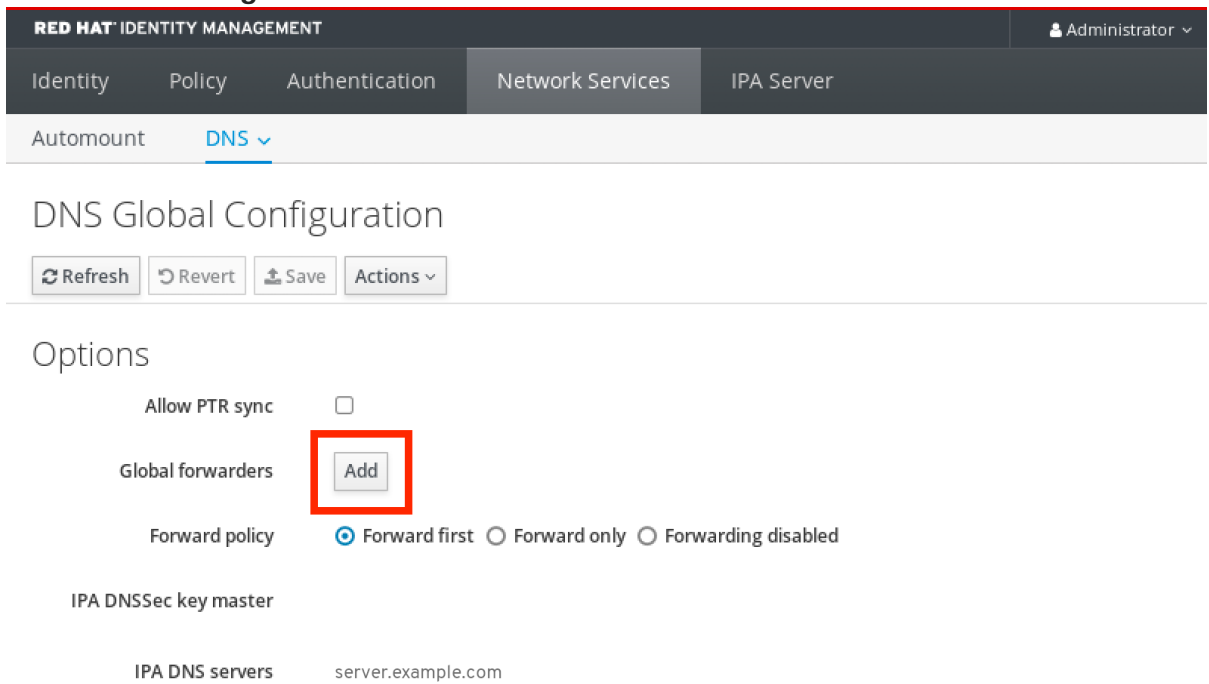 RED HAT® IDENTITY MANAGEMENT Administrator
Identity Policy Authentication Network Services IPA Server
Automount DNS
DNS Global Configuration
Refresh Revert Save Actions
Options
Allow PTR sync
Global forwarders Add
Forward policy Forward first Forward only Forwarding disabled
IPA DNSSec key master
IPA DNS servers server.example.com